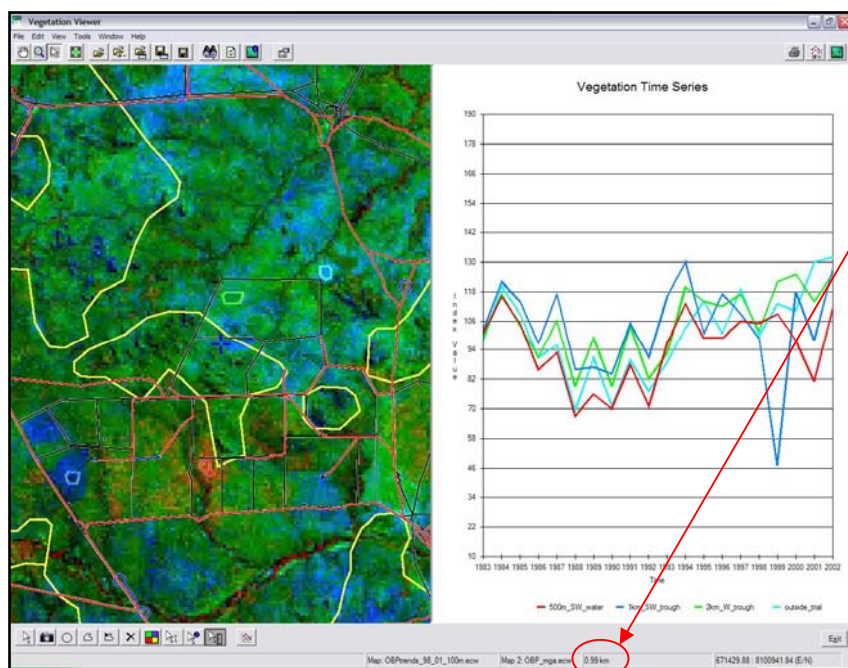 Vegetation Viewer
File Edit View Tools Window Help
Vegetation Time Series
190
178
166
154
142
130
118
106
94
82
70
58
46
34
22
10
Index Value
1983 1984 1985 1986 1987 1988 1989 1990 1991 1992 1993 1994 1995 1996 1997 1998 1999 2000 2001 2002
Time
500m_SW_water 1km_SW_trough 2km_W_trough outside_trial
Exit
Map: OBPtrends_98_01_100m.ecw Map 2: OBP_mga.ecw 0.95 km 671429.88 : 8100941.84 (E/N)